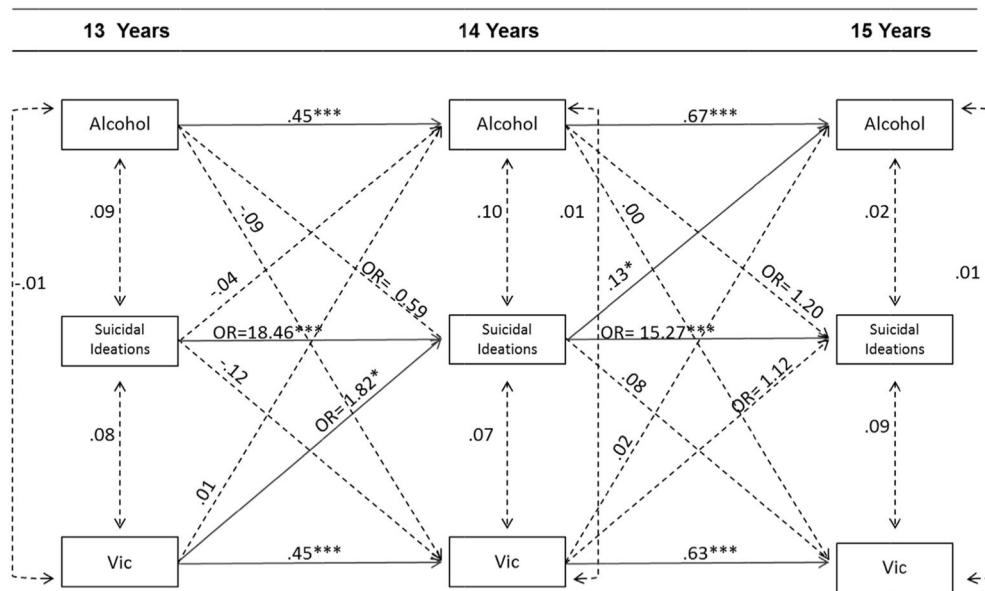 13 Years
14 Years
15 Years
Alcohol
.45***
Alcohol
.67***
Alcohol
.09
-.09
.10
.01
.00
.02
-.01
-.04
OR= 0.59
.13*
OR= 1.20
.01
Suicidal
Ideations
OR=18.46***
Suicidal
Ideations
OR= 15.27***
Suicidal
Ideations
-.12
OR= 1.82*
.08
OR= 1.12
.08
.07
.02
.09
.01
Vic
.45***
Vic
.63***
Vic